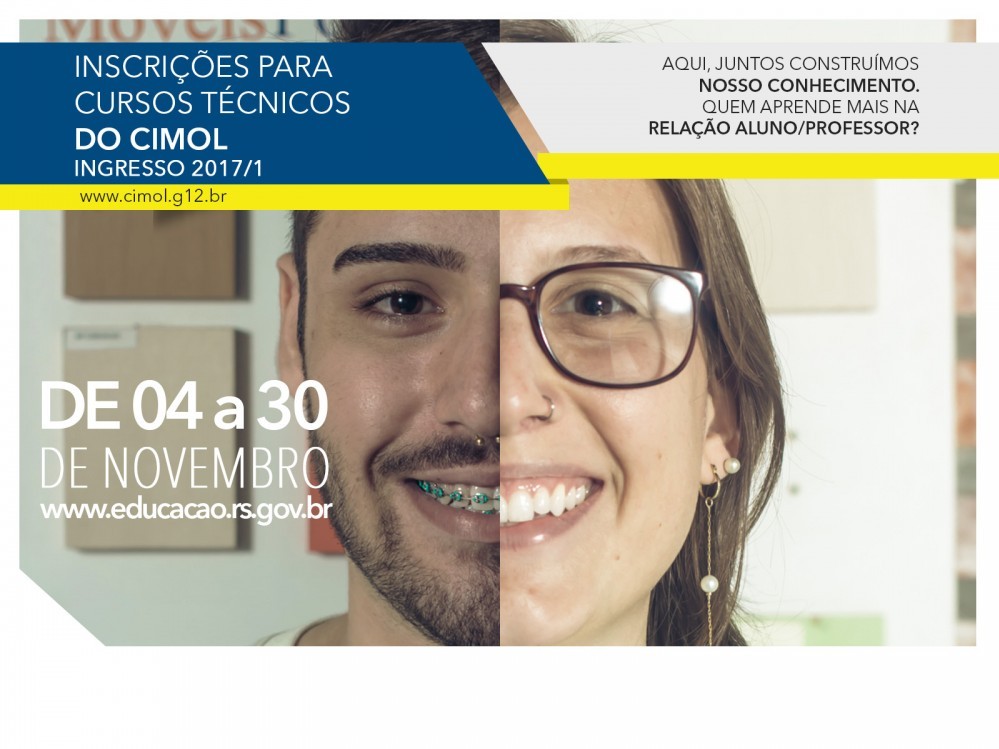 Móveis
INSCRIÇÕES PARA
CURSOS TÉCNICOS
DO CIMOL
INGRESSO 2017/1
www.cimol.g12.br
AQUI, JUNTOS CONSTRUÍMOS
NOSSO CONHECIMENTO.
QUEM APRENDE MAIS NA
RELAÇÃO ALUNO/PROFESSOR?
DE 04 a 30
DE NOVEMBRO
www.educacao.rs.gov.br